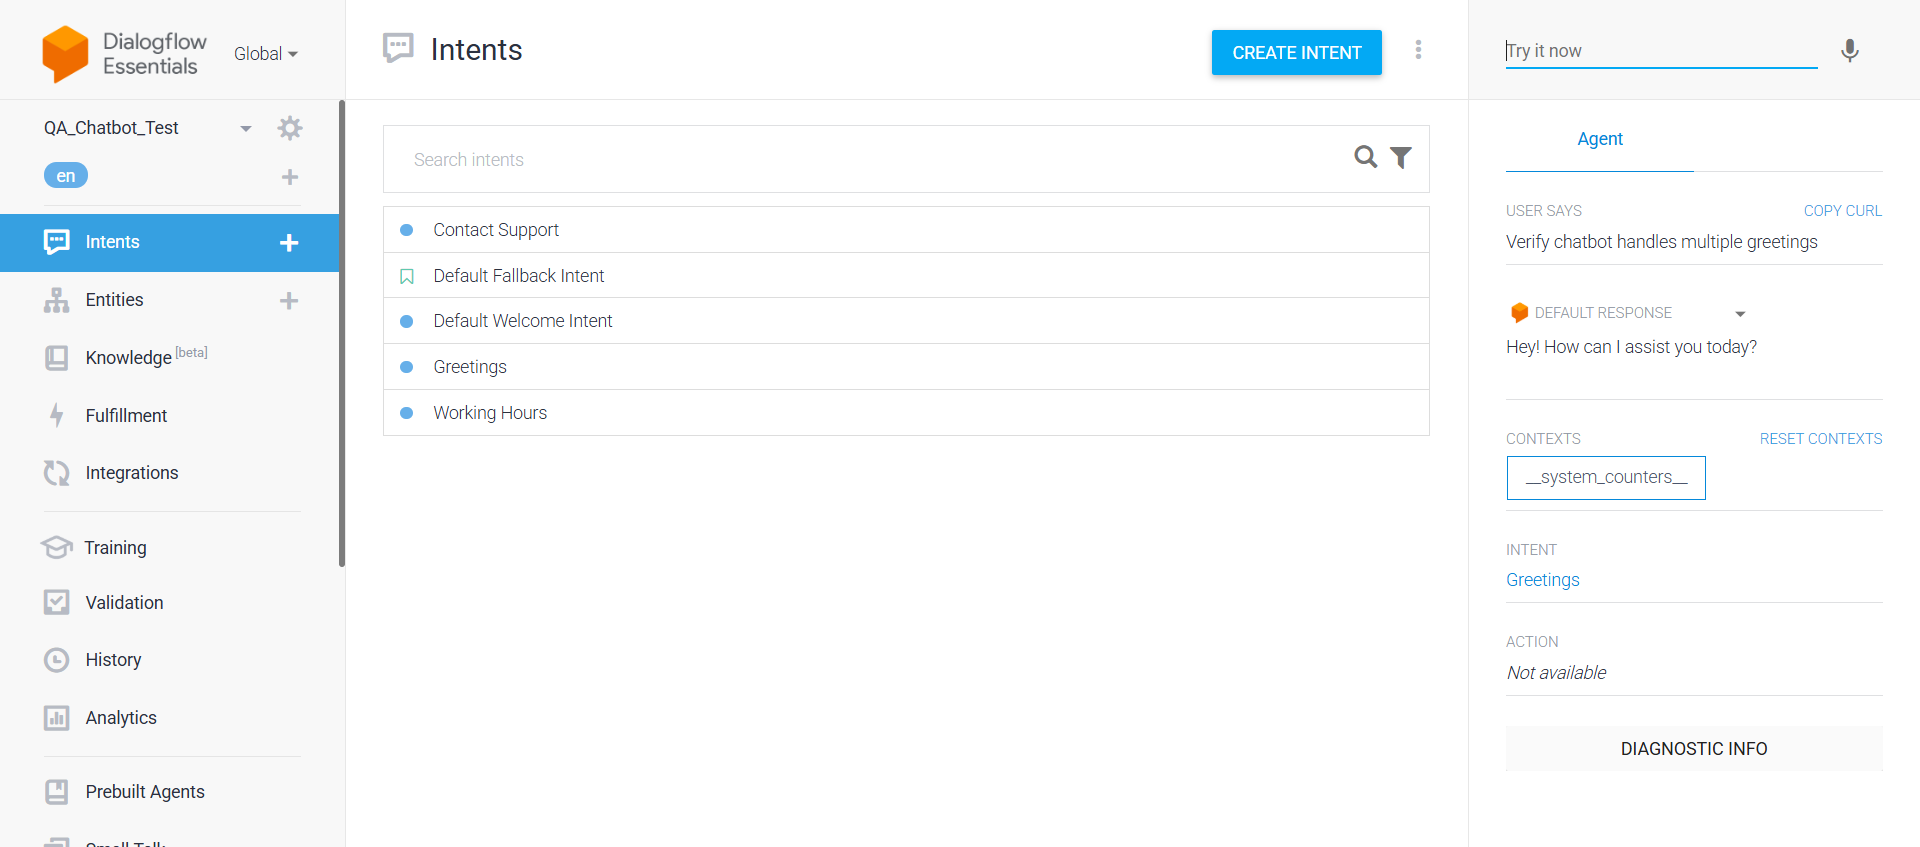 Dialogflow
Essentials
Global
QA_Chatbot_Test
en
Intents
Entities
Knowledge [beta]
Fulfillment
Integrations
Training
Validation
History
Analytics
Prebuilt Agents
Small Talk
Intents
CREATE INTENT
Search intents
Contact Support
Default Fallback Intent
Default Welcome Intent
Greetings
Working Hours
Try it now
Agent
USER SAYS COPY CURL
Verify chatbot handles multiple greetings
DEFAULT RESPONSE
Hey! How can I assist you today?
CONTEXTS RESET CONTEXTS
__system_counters__
INTENT
Greetings
ACTION
Not available
DIAGNOSTIC INFO